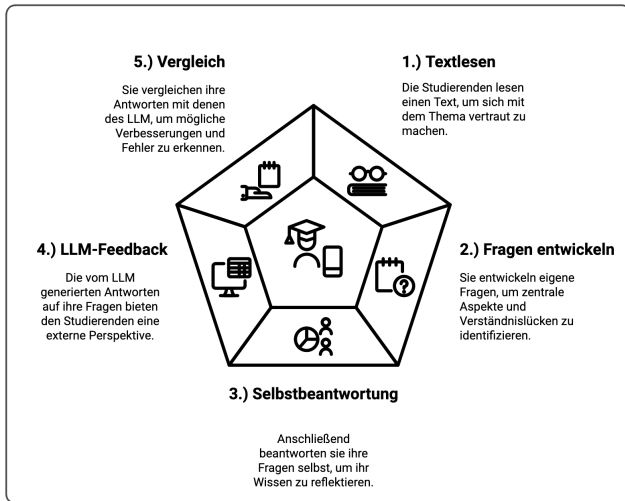 1.) Textlesen
Die Studierenden lesen
einen Text, um sich mit
dem Thema vertraut zu
machen.
2.) Fragen entwickeln
Sie entwickeln eigene
Fragen, um zentrale
Aspekte und
Verständnislücken zu
identifizieren.
3.) Selbstbeantwortung
Anschließend
beantworten sie ihre
Fragen selbst, um ihr
Wissen zu reflektieren.
4.) LLM-Feedback
Die vom LLM
generierten Antworten
auf ihre Fragen bieten
den Studierenden eine
externe Perspektive.
5.) Vergleich
Sie vergleichen ihre
Antworten mit denen
des LLM, um mögliche
Verbesserungen und
Fehler zu erkennen.
?